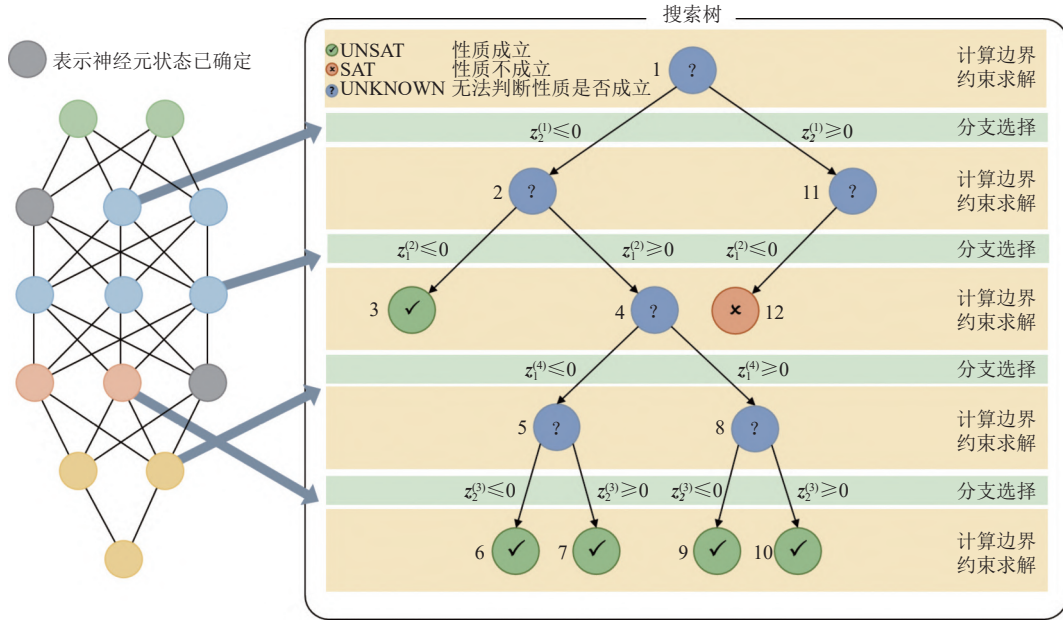 搜索树
表示神经元状态已确定
UNSAT 性质成立
SAT 性质不成立
UNKNOWN 无法判断性质是否成立
1 ?
计算边界
约束求解
z₂⁽¹⁾≤0
z₂⁽¹⁾≥0
分支选择
2 ?
11 ?
计算边界
约束求解
z₁⁽²⁾≤0
z₁⁽²⁾≥0
z₁⁽²⁾≤0
分支选择
3
4 ?
12
计算边界
约束求解
z₁⁽⁴⁾≤0
z₁⁽⁴⁾≥0
分支选择
5 ?
8 ?
计算边界
约束求解
z₂⁽³⁾≤0
z₂⁽³⁾≥0
z₂⁽³⁾≤0
z₂⁽³⁾≥0
分支选择
6
7
9
10
计算边界
约束求解